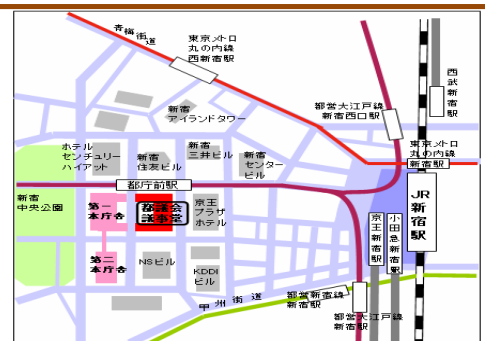 青梅街道
東京メトロ
丸の内線
西新宿駅
西武新宿駅
新宿
アイランドタワー
都営大江戸線
新宿西口駅
東京メトロ
丸の内線
新宿駅
ホテル
センチュリー
ハイアット
新宿
住友ビル
新宿
三井ビル
新宿
センター
ビル
都庁前駅
JR新宿駅
新宿
中央公園
第一
本庁舎
都議会
議事堂
京王
プラザ
ホテル
京王新宿駅
小田急新宿駅
第二
本庁舎
NSビル
KDDI
ビル
甲州街道
都営新宿線
新宿駅
都営大江戸線
新宿駅